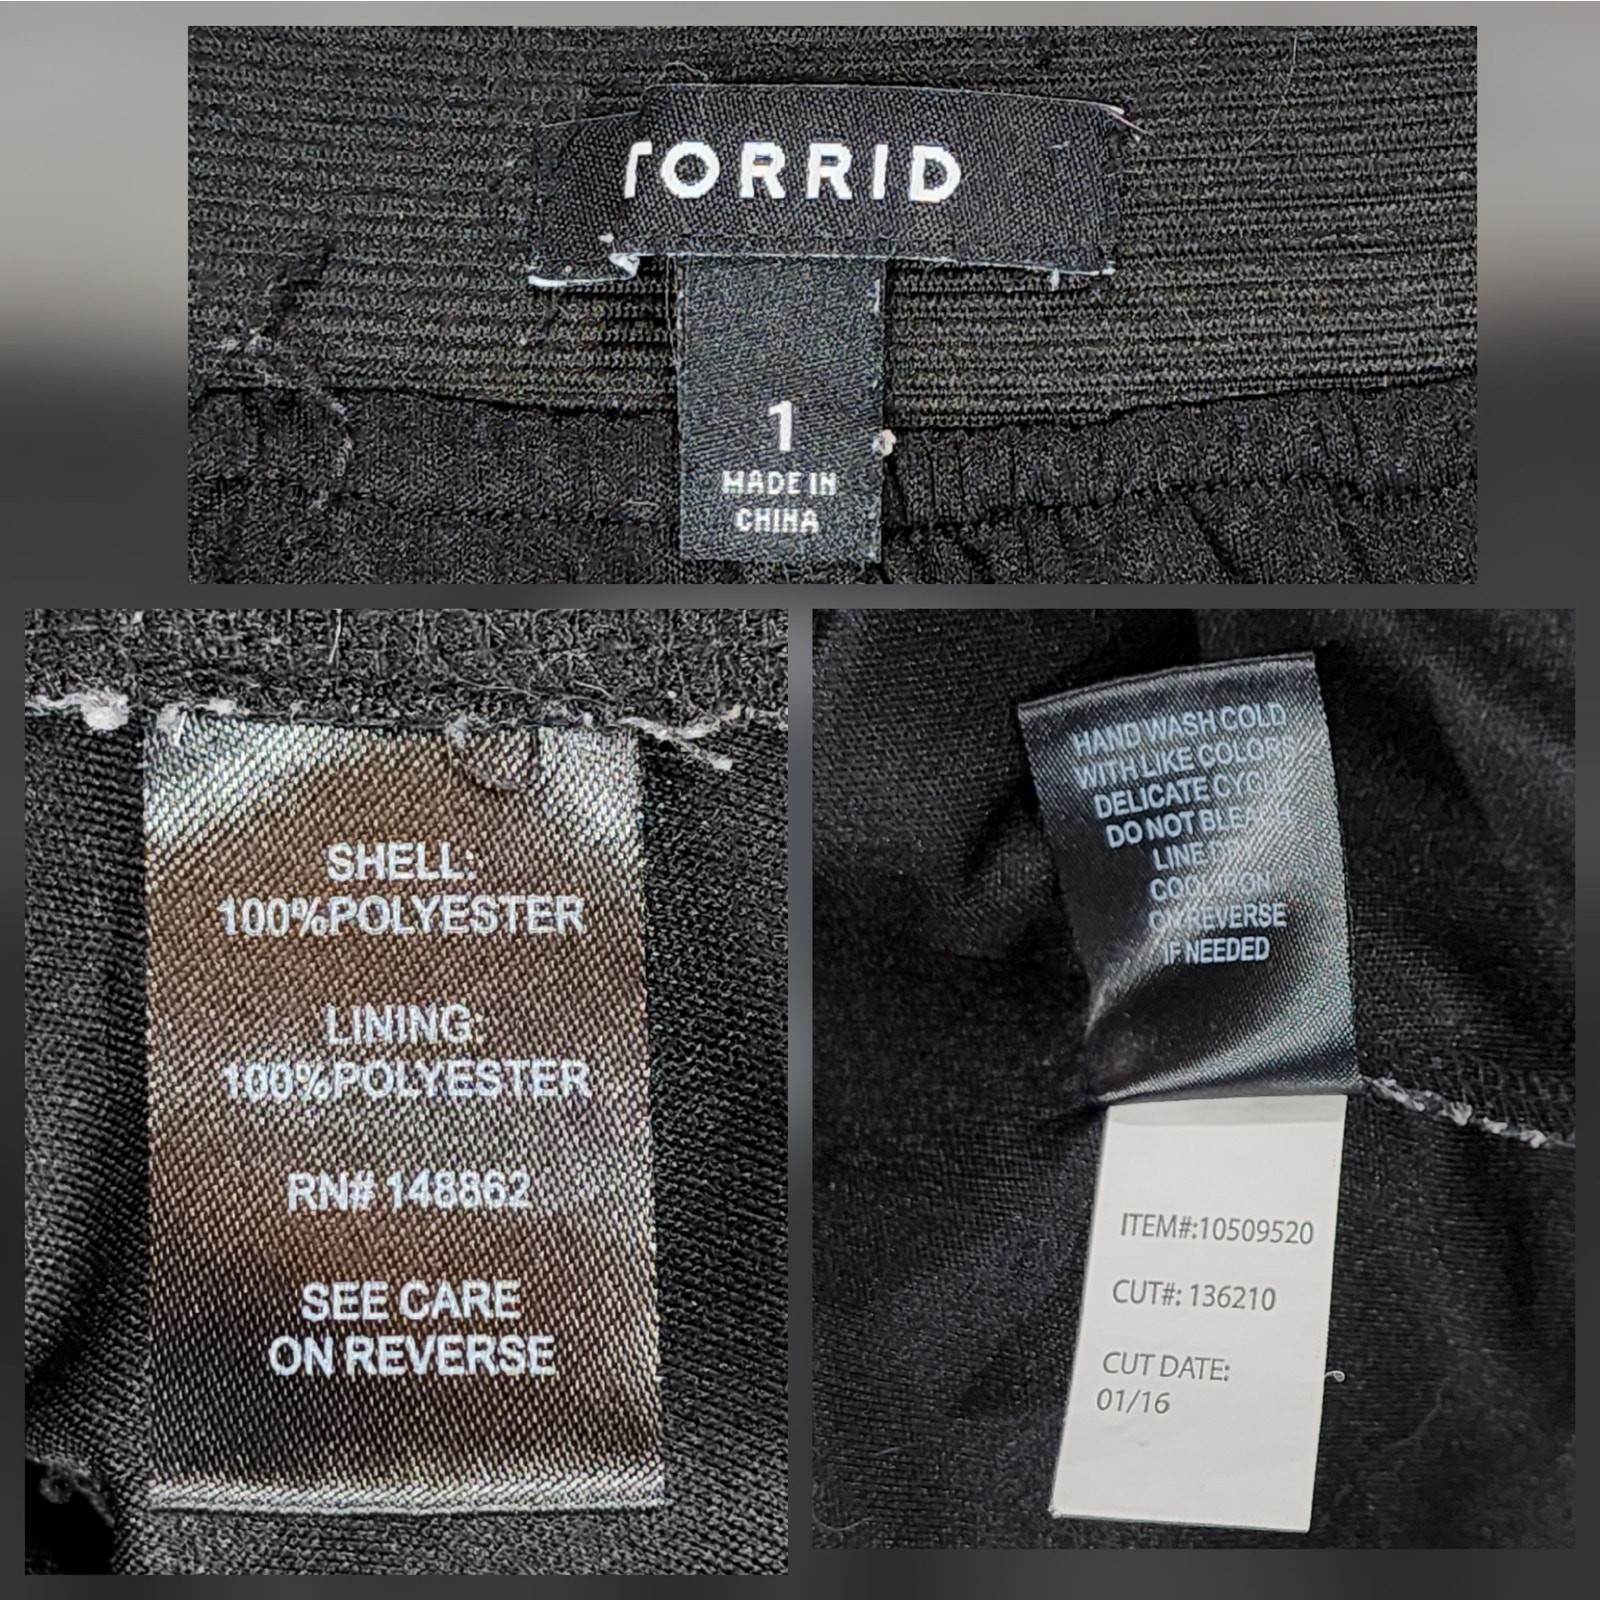 TORRID
1
MADE IN
CHINA
SHELL:
100%POLYESTER
LINING:
100%POLYESTER
RN# 148862
SEE CARE
ON REVERSE
HAND WASH COLD
WITH LIKE COLORS
DELICATE
DO NOT
LINE
COOL IRON
ON REVERSE
IF NEEDED
ITEM#:10509520
CUT#: 136210
CUT DATE:
01/16